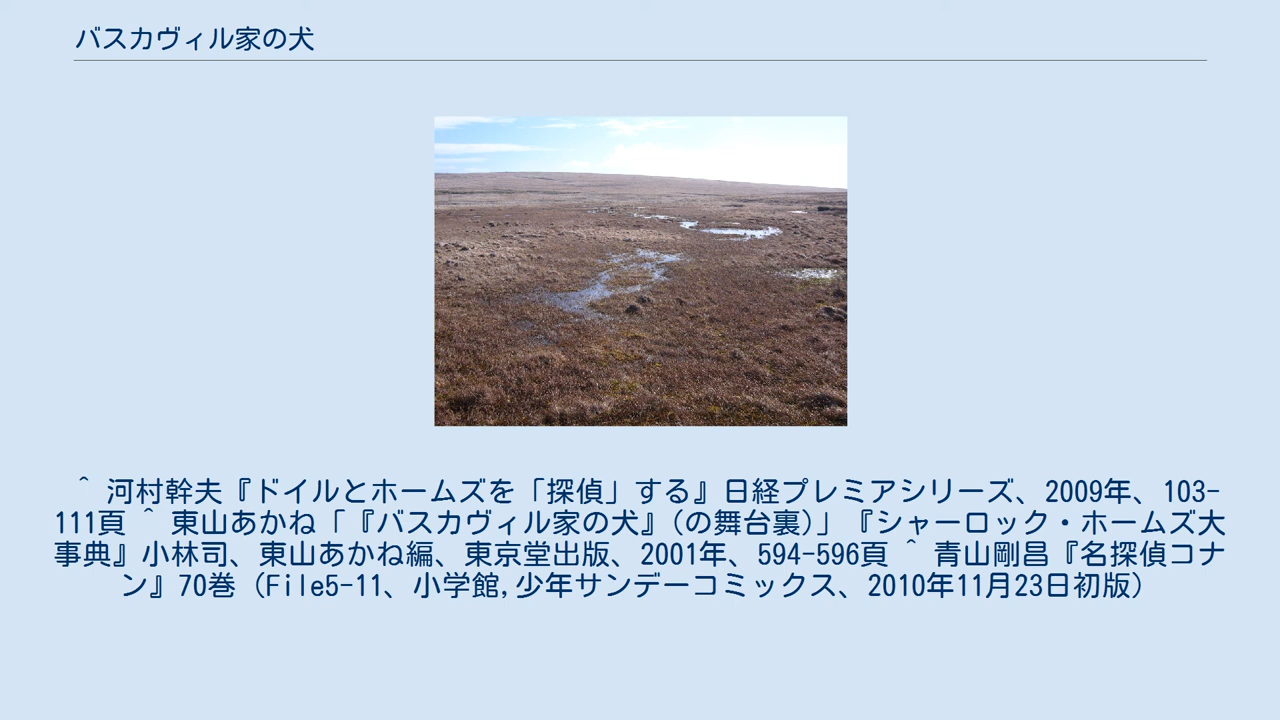 バスカヴィル家の犬
^ 河村幹夫『ドイルとホームズを「探偵」する』日経プレミアシリーズ、2009年、103-
111頁 ^ 東山あかね「『バスカヴィル家の犬』(の舞台裏)」『シャーロック・ホームズ大
事典』小林司、東山あかね編、東京堂出版、2001年、594-596頁 ^ 青山剛昌『名探偵コナ
ン』70巻（File5-11、小学館,少年サンデーコミックス、2010年11月23日初版）